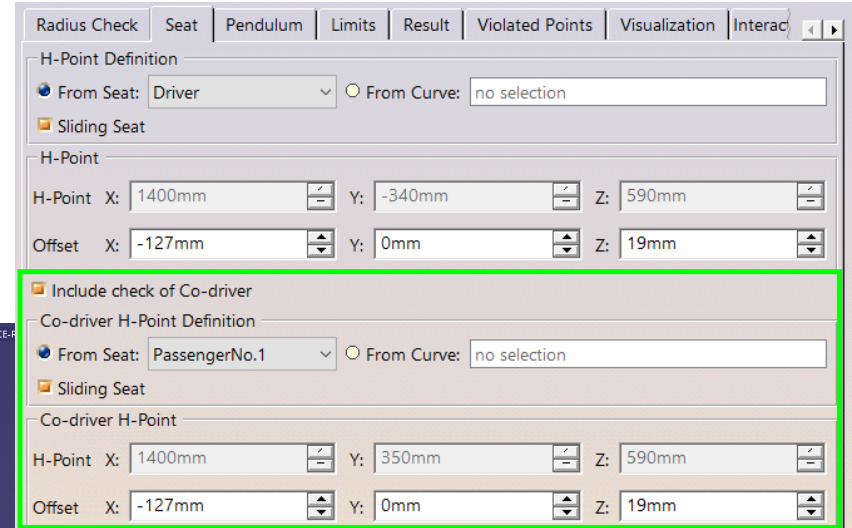 Radius Check Seat Pendulum Limits Result Violated Points Visualization Interac
H-Point Definition
From Seat: Driver From Curve: no selection
Sliding Seat
H-Point
H-Point X: 1400mm Y: -340mm Z: 590mm
Offset X: -127mm Y: 0mm Z: 19mm
Include check of Co-driver
Co-driver H-Point Definition
From Seat: PassengerNo.1 From Curve: no selection
Sliding Seat
Co-driver H-Point
H-Point X: 1400mm Y: 350mm Z: 590mm
Offset X: -127mm Y: 0mm Z: 19mm